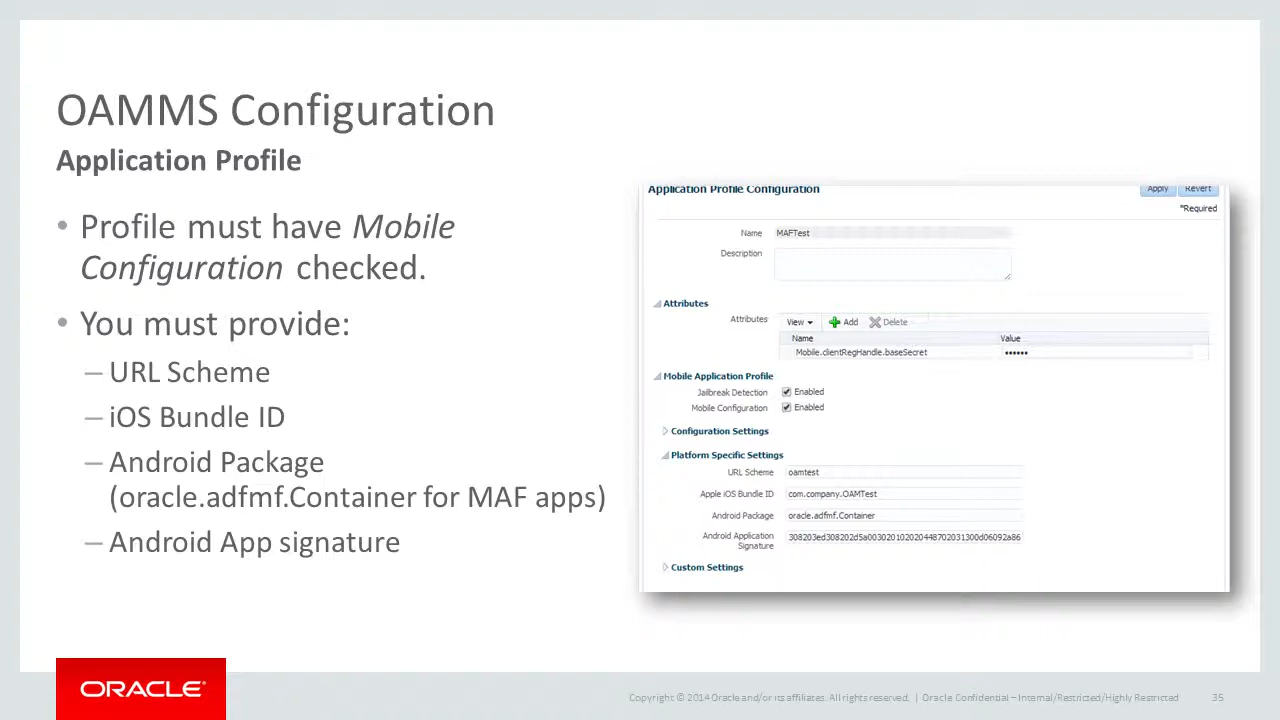 OAMMS Configuration
Application Profile
• Profile must have Mobile
Configuration checked.
• You must provide:
– URL Scheme
– iOS Bundle ID
– Android Package
(oracle.adfmf.Container for MAF apps)
– Android App signature
Application Profile Configuration
Apply Revert
*Required
Name MAFTest
Description
Attributes
Attributes View Add Delete
Name Value
Mobile.clientRegHandle.baseSecret ••••••
Mobile Application Profile
Jailbreak Detection Enabled
Mobile Configuration Enabled
Configuration Settings
Platform Specific Settings
URL Scheme oamtest
Apple iOS Bundle ID com.company.OAMTest
Android Package oracle.adfmf.Container
Android Application
Signature 308203ed308202d5a0030201020204487020313​00d06092a86
Custom Settings
ORACLE®
Copyright © 2014 Oracle and/or its affiliates. All rights reserved. | Oracle Confidential – Internal/Restricted/Highly Restricted 35